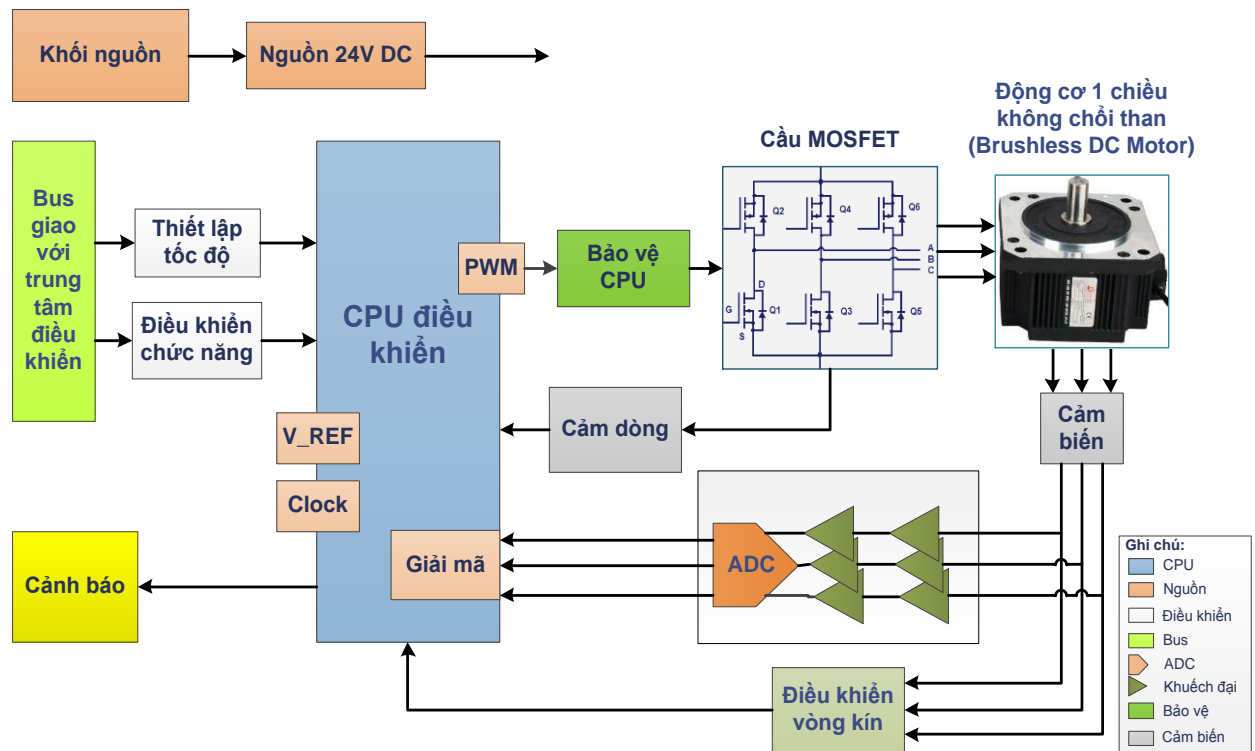 Khối nguồn
Nguồn 24V DC
Động cơ 1 chiều
không chổi than
(Brushless DC Motor)
Cầu MOSFET
Bus
giao
với
trung
tâm
điều
khiển
Thiết lập
tốc độ
Điều khiển
chức năng
CPU điều
khiển
PWM
Bảo vệ
CPU
Q2
Q4
Q6
A
B
C
D
G
Q1
S
Q3
Q5
V_REF
Clock
Cảm dòng
Cảm
biến
Cảnh báo
Giải mã
ADC
Điều khiển
vòng kín
Ghi chú:
CPU
Nguồn
Điều khiển
Bus
ADC
Khuếch đại
Bảo vệ
Cảm biến